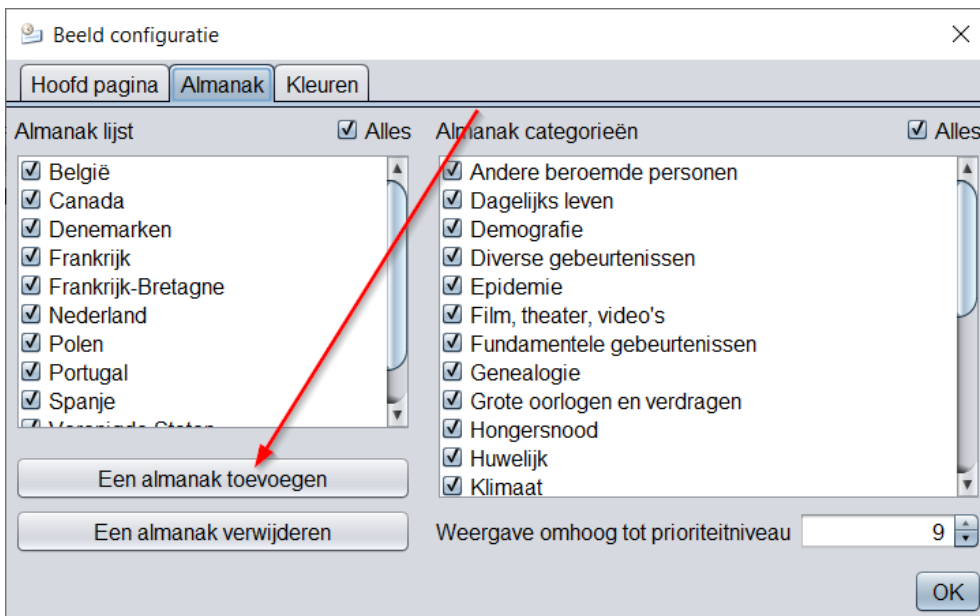 Beeld configuratie
Hoofd pagina Almanak Kleuren
Almanak lijst Alles
België
Canada
Denemarken
Frankrijk
Frankrijk-Bretagne
Nederland
Polen
Portugal
Spanje
Verenigde Staten
Een almanak toevoegen
Een almanak verwijderen
Almanak categorieën Alles
Andere beroemde personen
Dagelijks leven
Demografie
Diverse gebeurtenissen
Epidemie
Film, theater, video's
Fundamentele gebeurtenissen
Genealogie
Grote oorlogen en verdragen
Hongersnood
Huwelijk
Klimaat
Weergave omhoog tot prioriteitniveau 9
OK